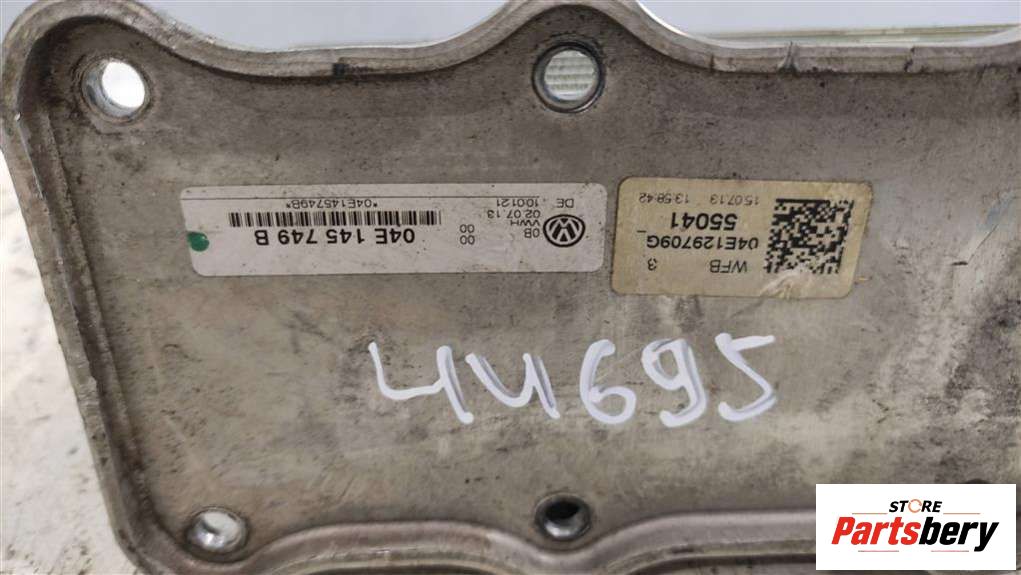 04E 145 749 B
*04E145749B*
00
00
0B
VWH
02.07.13
DE 100121
WFB 3
04E129709G
55041
150713 13:58:42
44695
STORE
Partsbery